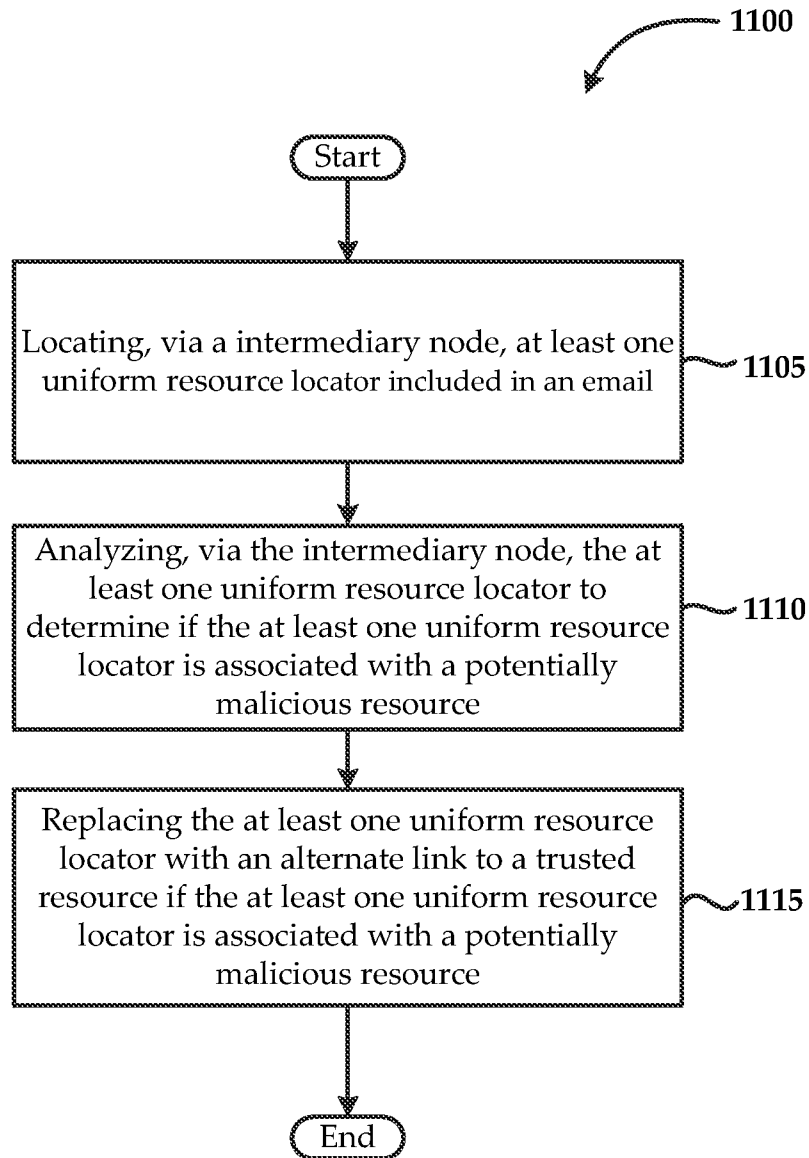 1100
Start
Locating, via a intermediary node, at least one
uniform resource locator included in an email
1105
Analyzing, via the intermediary node, the at
least one uniform resource locator to
determine if the at least one uniform resource
locator is associated with a potentially
malicious resource
1110
Replacing the at least one uniform resource
locator with an alternate link to a trusted
resource if the at least one uniform resource
locator is associated with a potentially
malicious resource
1115
End